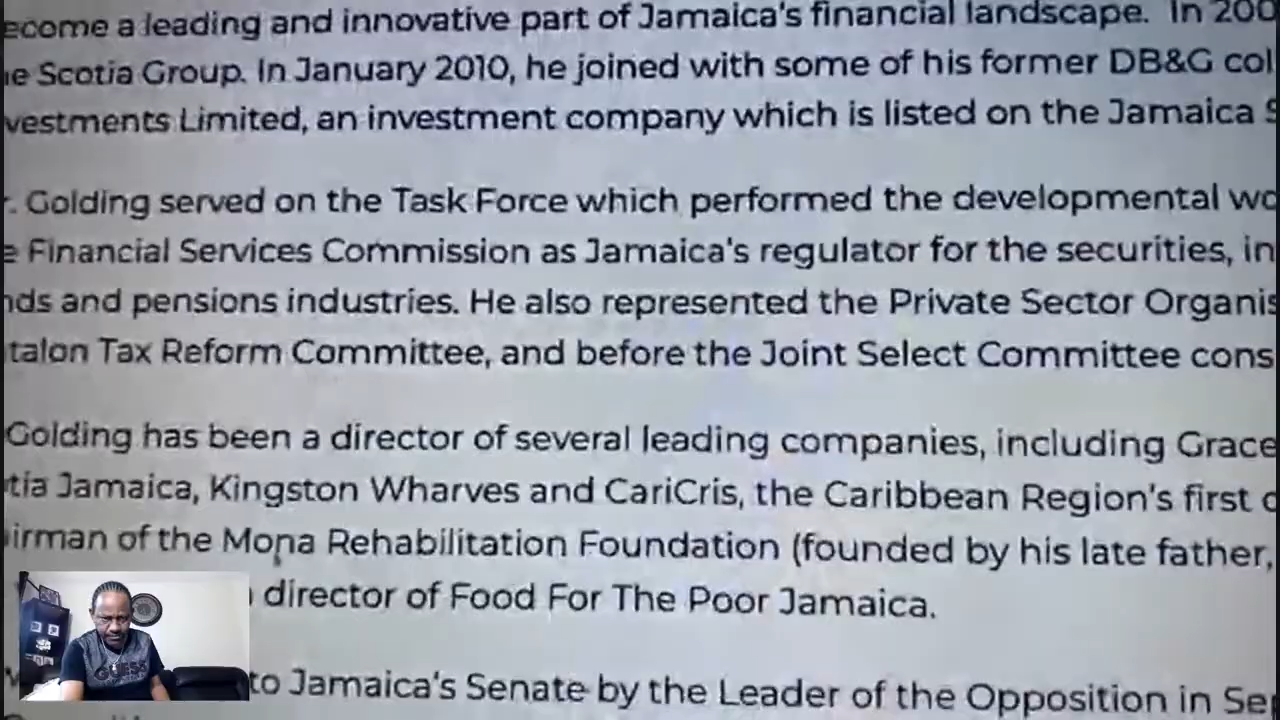 ecome a leading and innovative part of Jamaica's financial landscape. In 200
e Scotia Group. In January 2010, he joined with some of his former DB&G col
vestments Limited, an investment company which is listed on the Jamaica S
r. Golding served on the Task Force which performed the developmental wo
e Financial Services Commission as Jamaica's regulator for the securities, in
nds and pensions industries. He also represented the Private Sector Organis
talon Tax Reform Committee, and before the Joint Select Committee cons
Golding has been a director of several leading companies, including Grace
tia Jamaica, Kingston Wharves and CariCris, the Caribbean Region's first c
irman of the Mona Rehabilitation Foundation (founded by his late father,
director of Food For The Poor Jamaica.
to Jamaica's Senate by the Leader of the Opposition in Sep
GUESS